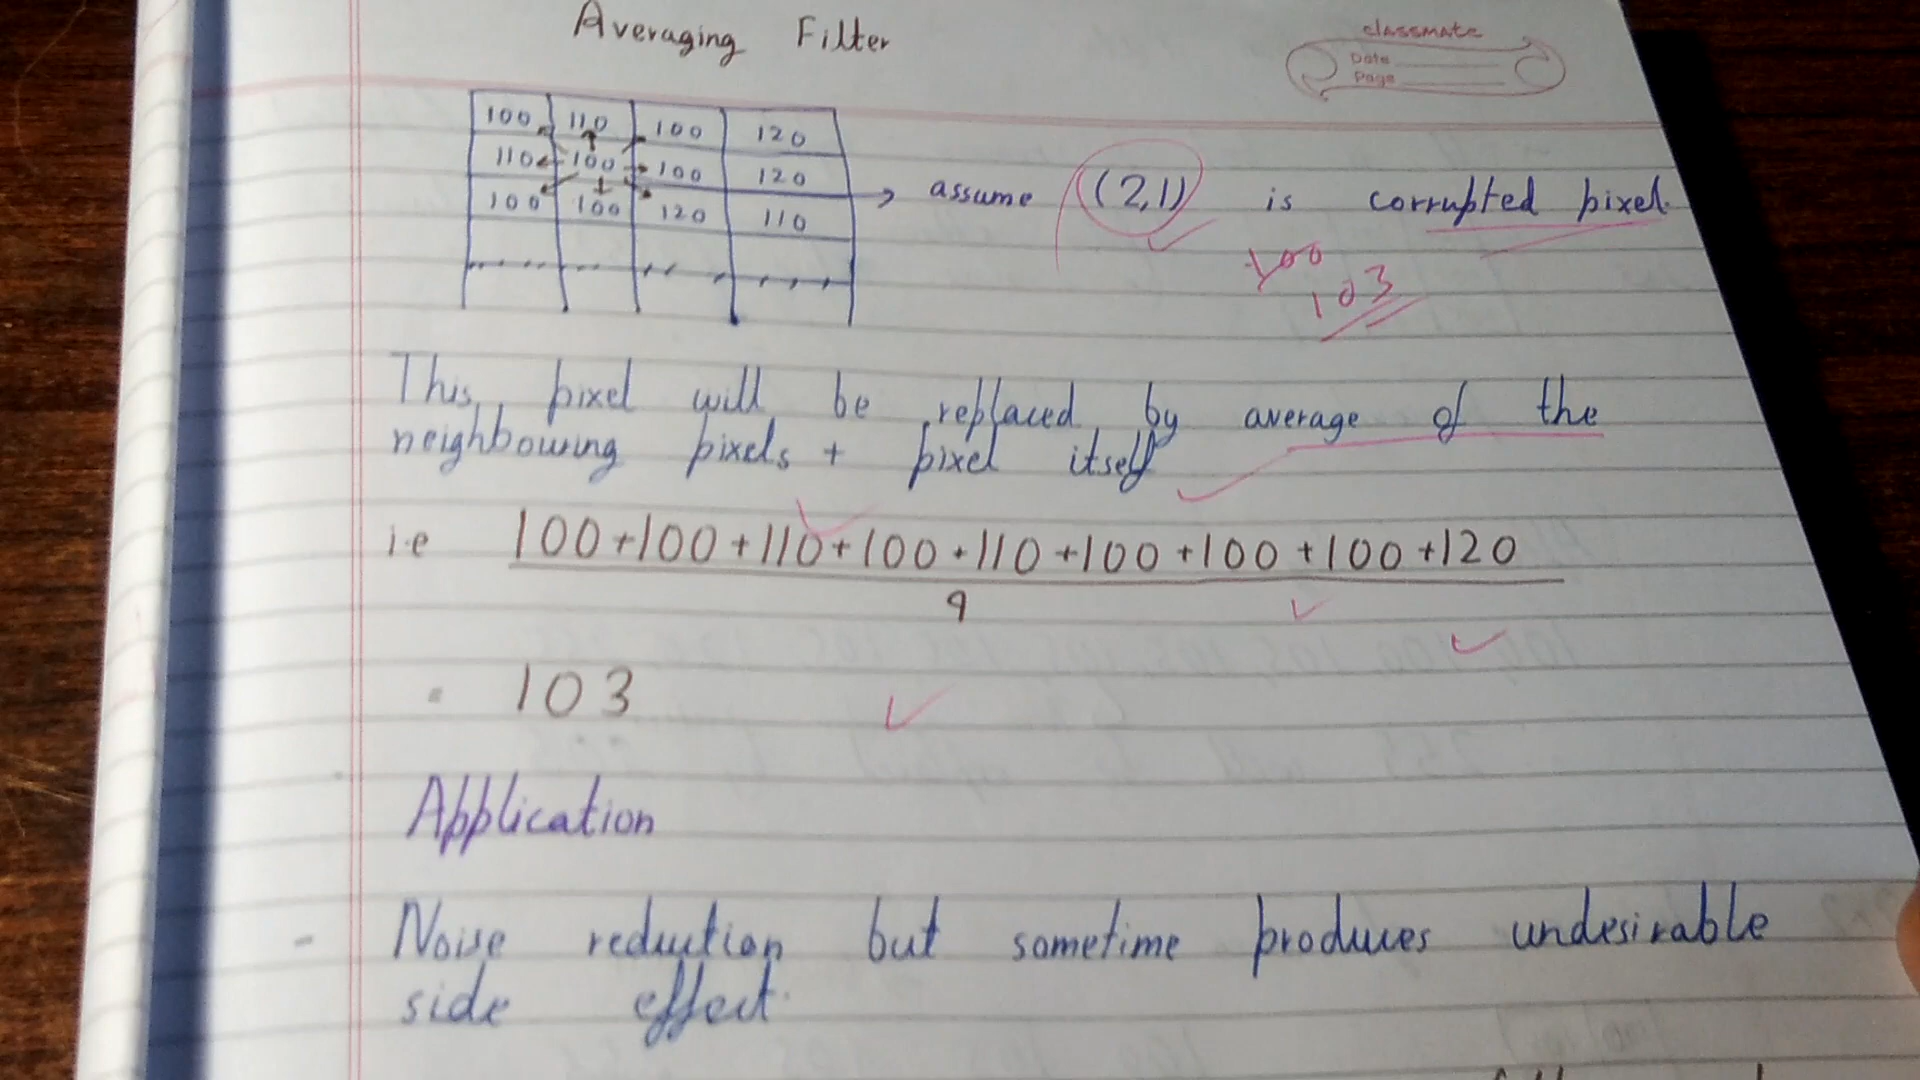 Averaging Filter
classmate
Date
Page
100 110 100 120
110 100 100 120
100 100 120 110
assume (2,1) is corrupted pixel.
100
103
This pixel will be replaced by average of the
neighbouring pixels + pixel itself
i.e 100+100+110+100+110+100+100+100+120
9
= 103
Application
- Noise reduction but sometime produces undesirable
side effect.